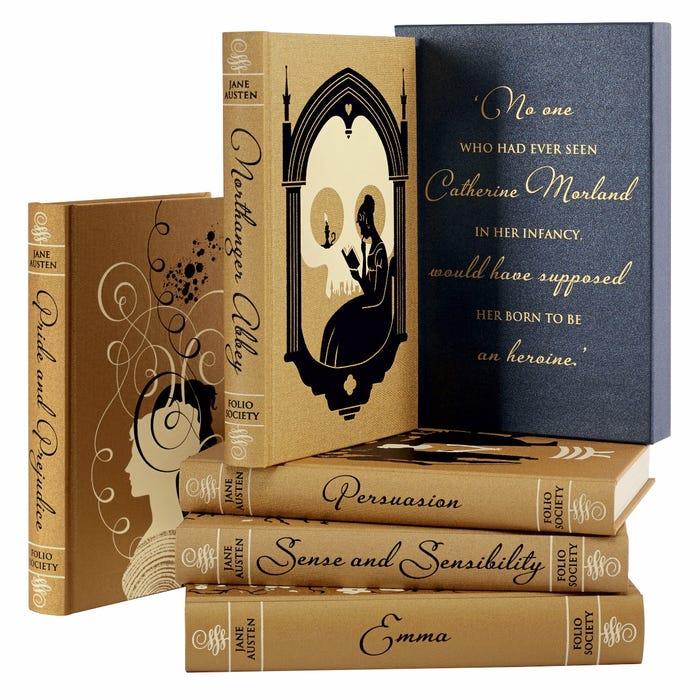 JANE
AUSTEN
Pride and Prejudice
FOLIO
SOCIETY
JANE
AUSTEN
Northanger Abbey
FOLIO
SOCIETY
‘No one
WHO HAD EVER SEEN
Catherine Morland
IN HER INFANCY,
would have supposed
HER BORN TO BE
an heroine.’
JANE
AUSTEN
Persuasion
FOLIO
SOCIETY
JANE
AUSTEN
Sense and Sensibility
FOLIO
SOCIETY
JANE
AUSTEN
Emma
FOLIO
SOCIETY